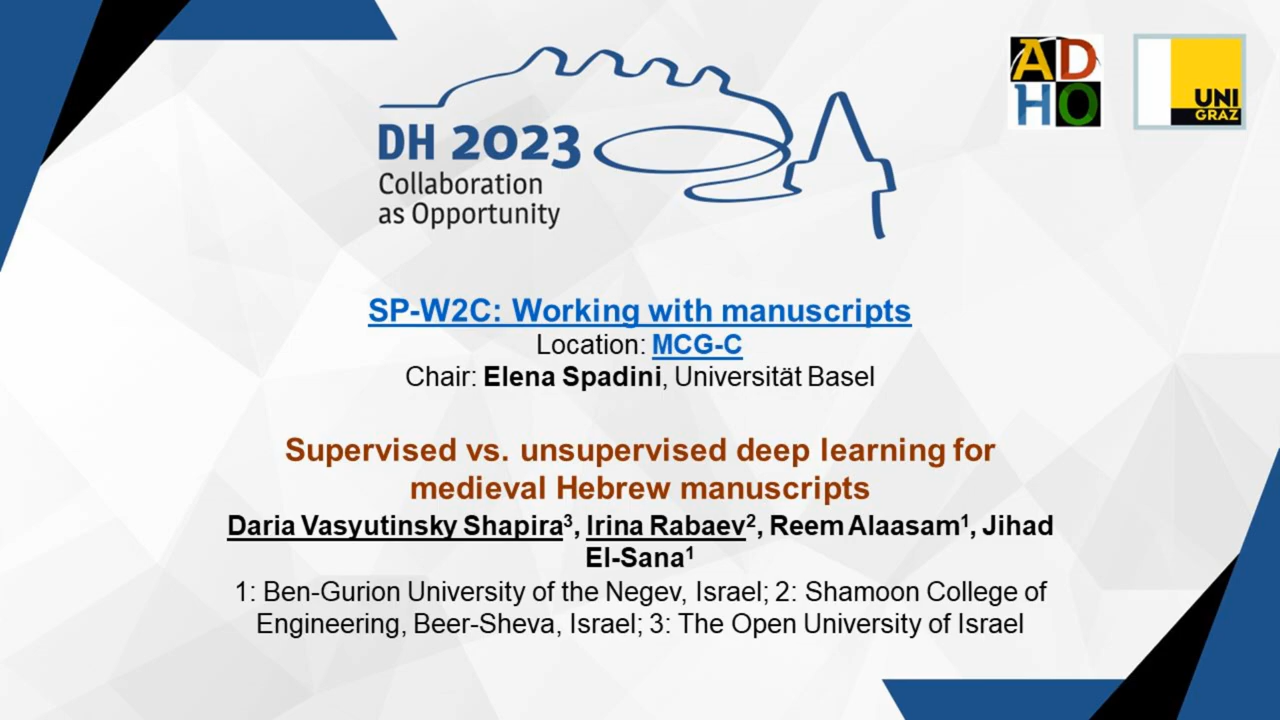 AD
HO
UNI
GRAZ
DH 2023
Collaboration
as Opportunity
SP-W2C: Working with manuscripts
Location: MCG-C
Chair: Elena Spadini, Universität Basel
Supervised vs. unsupervised deep learning for
medieval Hebrew manuscripts
Daria Vasyutinsky Shapira³, Irina Rabaev², Reem Alaasam¹, Jihad
El-Sana¹
1: Ben-Gurion University of the Negev, Israel; 2: Shamoon College of
Engineering, Beer-Sheva, Israel; 3: The Open University of Israel